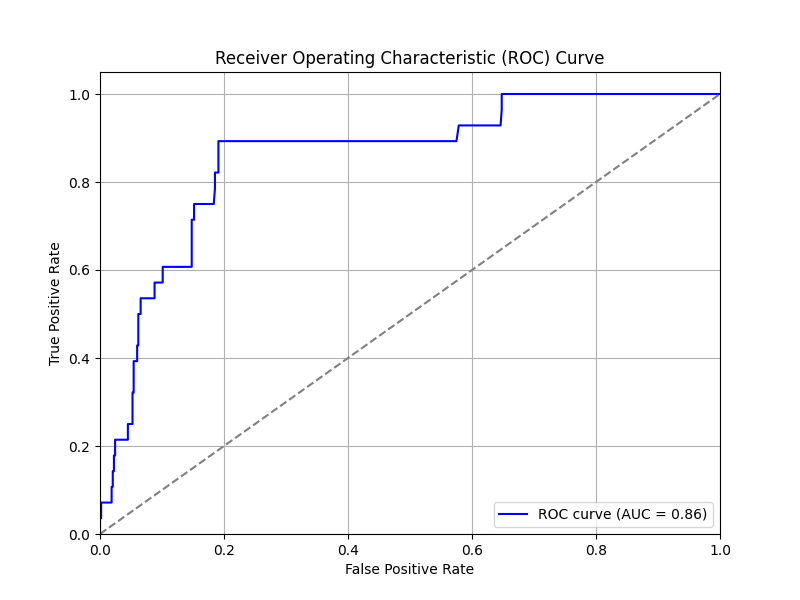 Receiver Operating Characteristic (ROC) Curve
True Positive Rate
1.0
0.8
0.6
0.4
0.2
0.0
ROC curve (AUC = 0.86)
0.0 0.2 0.4 0.6 0.8 1.0
False Positive Rate